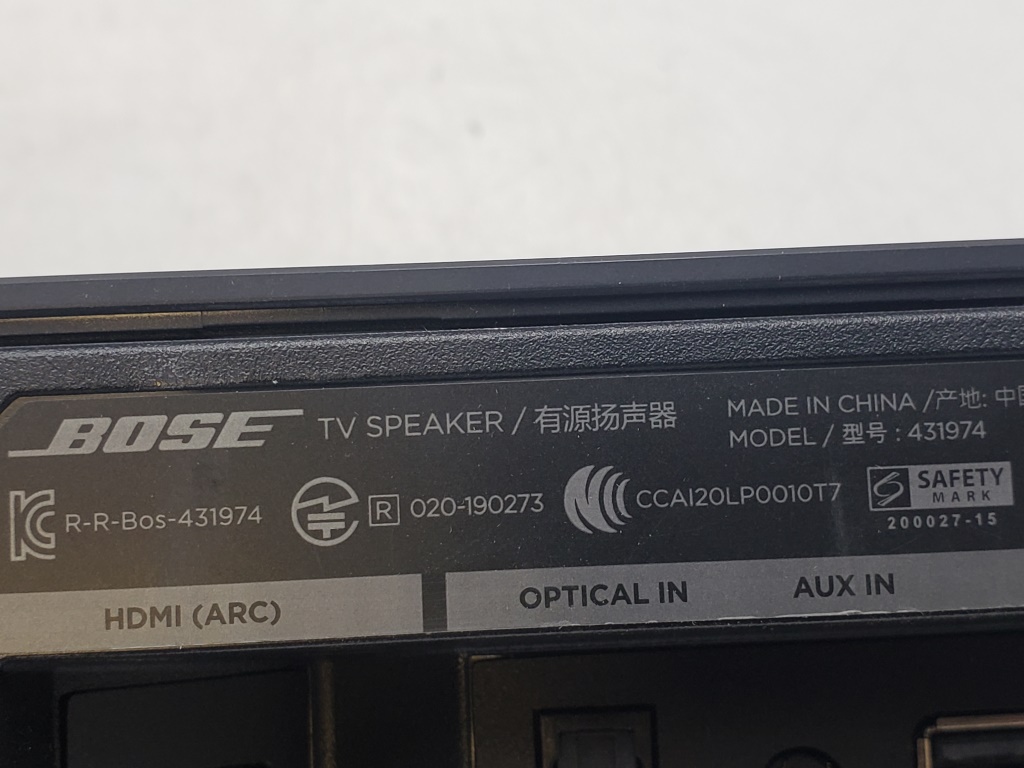 BOSE TV SPEAKER / 有源扬声器
MADE IN CHINA /产地: 中
MODEL / 型号 : 431974
R-R-Bos-431974
R 020-190273
CCAI20LP0010T7
S SAFETY
MARK
200027-15
HDMI (ARC)
OPTICAL IN
AUX IN